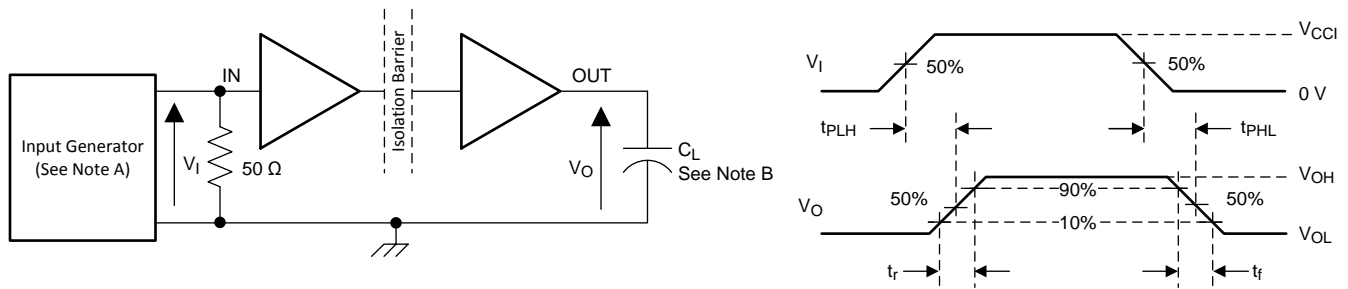 Input Generator
(See Note A)
IN
VI
50 Ω
Isolation Barrier
OUT
VO
CL
See Note B
VI
50%
50%
VCCI
0 V
tPLH
tPHL
VO
50%
90%
50%
VOH
10%
VOL
tr
tf